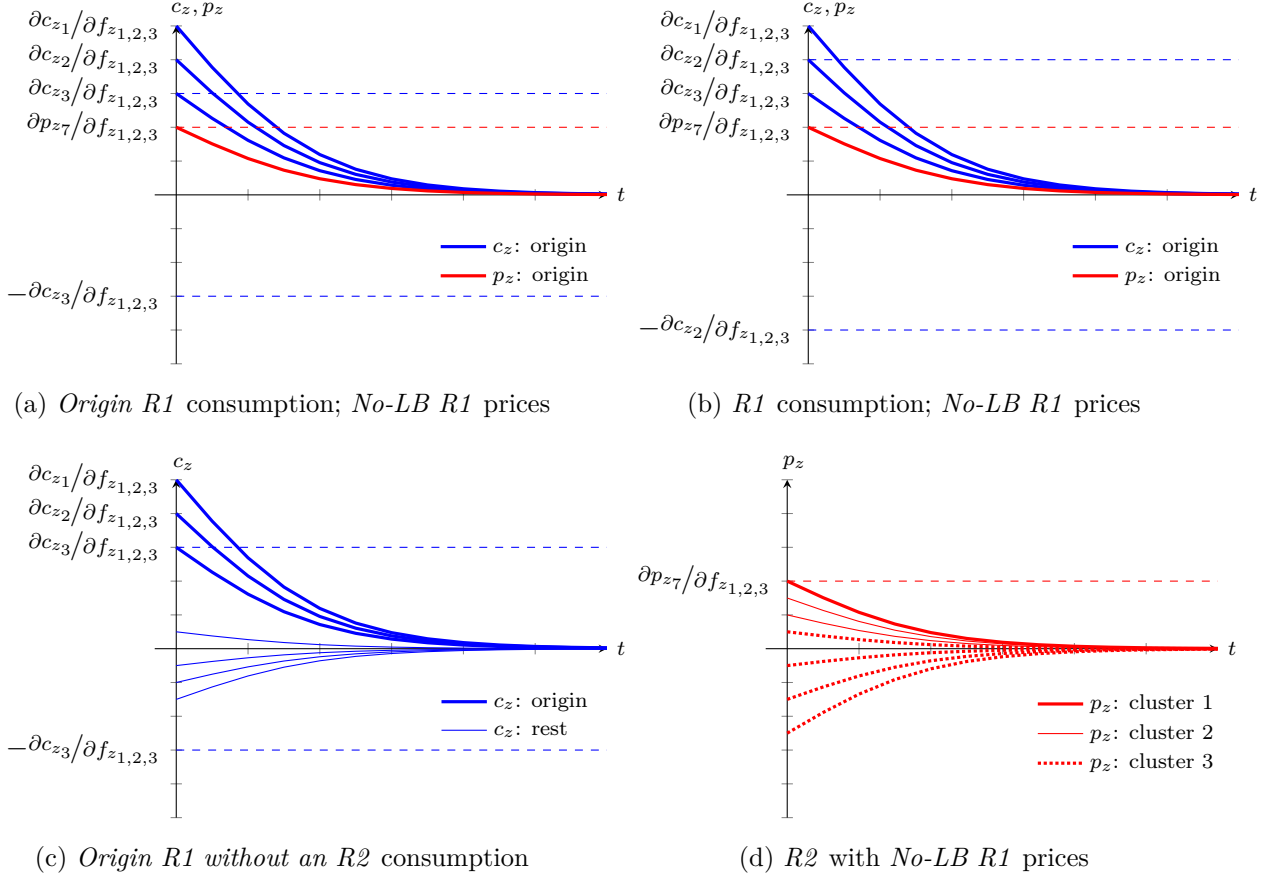 c_z, p_z
∂c_{z_1}/∂f_{z_{1,2,3}}
∂c_{z_2}/∂f_{z_{1,2,3}}
∂c_{z_3}/∂f_{z_{1,2,3}}
∂p_{z_7}/∂f_{z_{1,2,3}}
t
c_z: origin
p_z: origin
−∂c_{z_3}/∂f_{z_{1,2,3}}
(a) Origin R1 consumption; No-LB R1 prices
c_z, p_z
∂c_{z_1}/∂f_{z_{1,2,3}}
∂c_{z_2}/∂f_{z_{1,2,3}}
∂c_{z_3}/∂f_{z_{1,2,3}}
∂p_{z_7}/∂f_{z_{1,2,3}}
t
c_z: origin
p_z: origin
−∂c_{z_2}/∂f_{z_{1,2,3}}
(b) R1 consumption; No-LB R1 prices
c_z
∂c_{z_1}/∂f_{z_{1,2,3}}
∂c_{z_2}/∂f_{z_{1,2,3}}
∂c_{z_3}/∂f_{z_{1,2,3}}
t
c_z: origin
c_z: rest
−∂c_{z_3}/∂f_{z_{1,2,3}}
(c) Origin R1 without an R2 consumption
p_z
∂p_{z_7}/∂f_{z_{1,2,3}}
t
p_z: cluster 1
p_z: cluster 2
p_z: cluster 3
(d) R2 with No-LB R1 prices